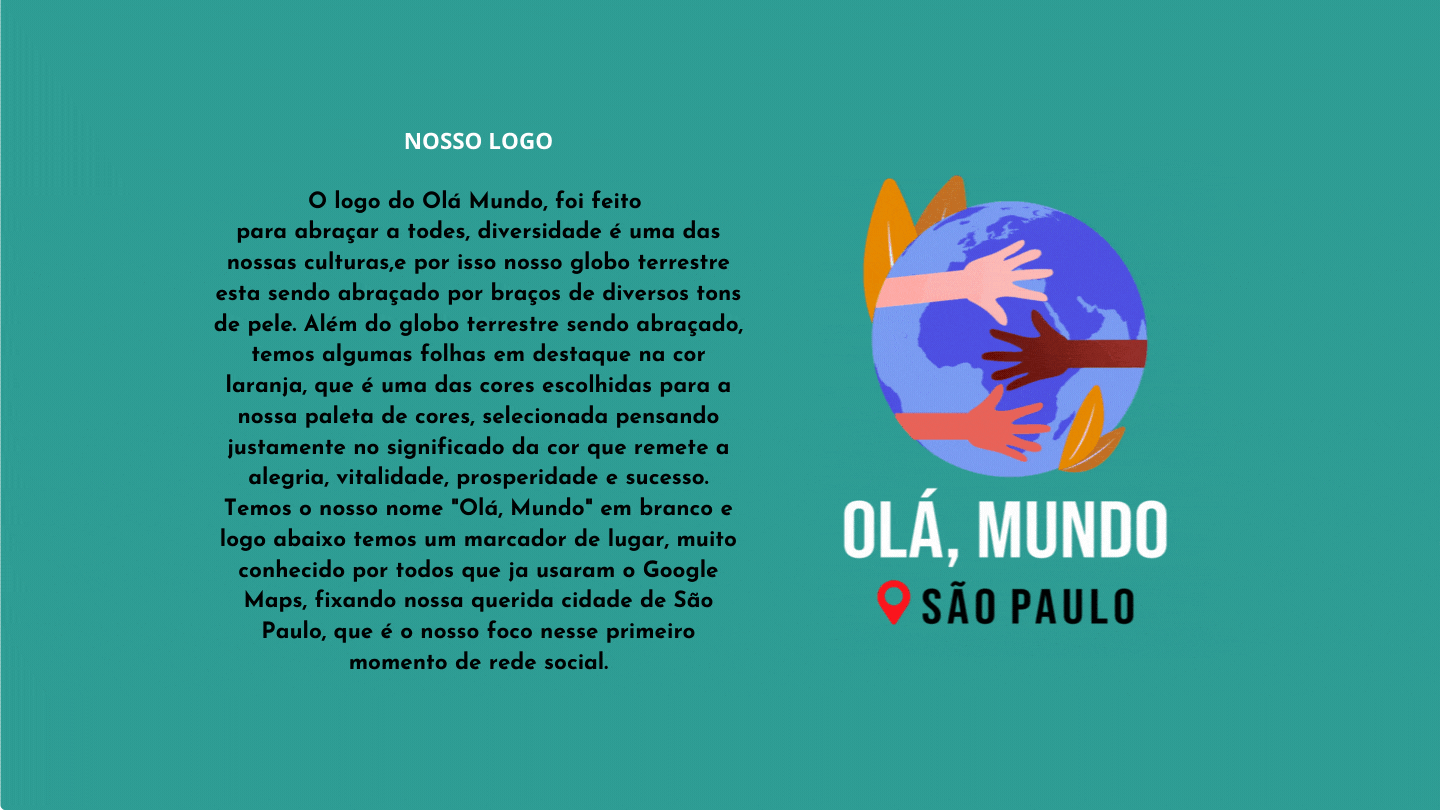 NOSSO LOGO
O logo do Olá Mundo, foi feito
para abraçar a todes, diversidade é uma das
nossas culturas,e por isso nosso globo terrestre
esta sendo abraçado por braços de diversos tons
de pele. Além do globo terrestre sendo abraçado,
temos algumas folhas em destaque na cor
laranja, que é uma das cores escolhidas para a
nossa paleta de cores, selecionada pensando
justamente no significado da cor que remete a
alegria, vitalidade, prosperidade e sucesso.
Temos o nosso nome "Olá, Mundo" em branco e
logo abaixo temos um marcador de lugar, muito
conhecido por todos que ja usaram o Google
Maps, fixando nossa querida cidade de São
Paulo, que é o nosso foco nesse primeiro
momento de rede social.
OLÁ, MUNDO
SÃO PAULO